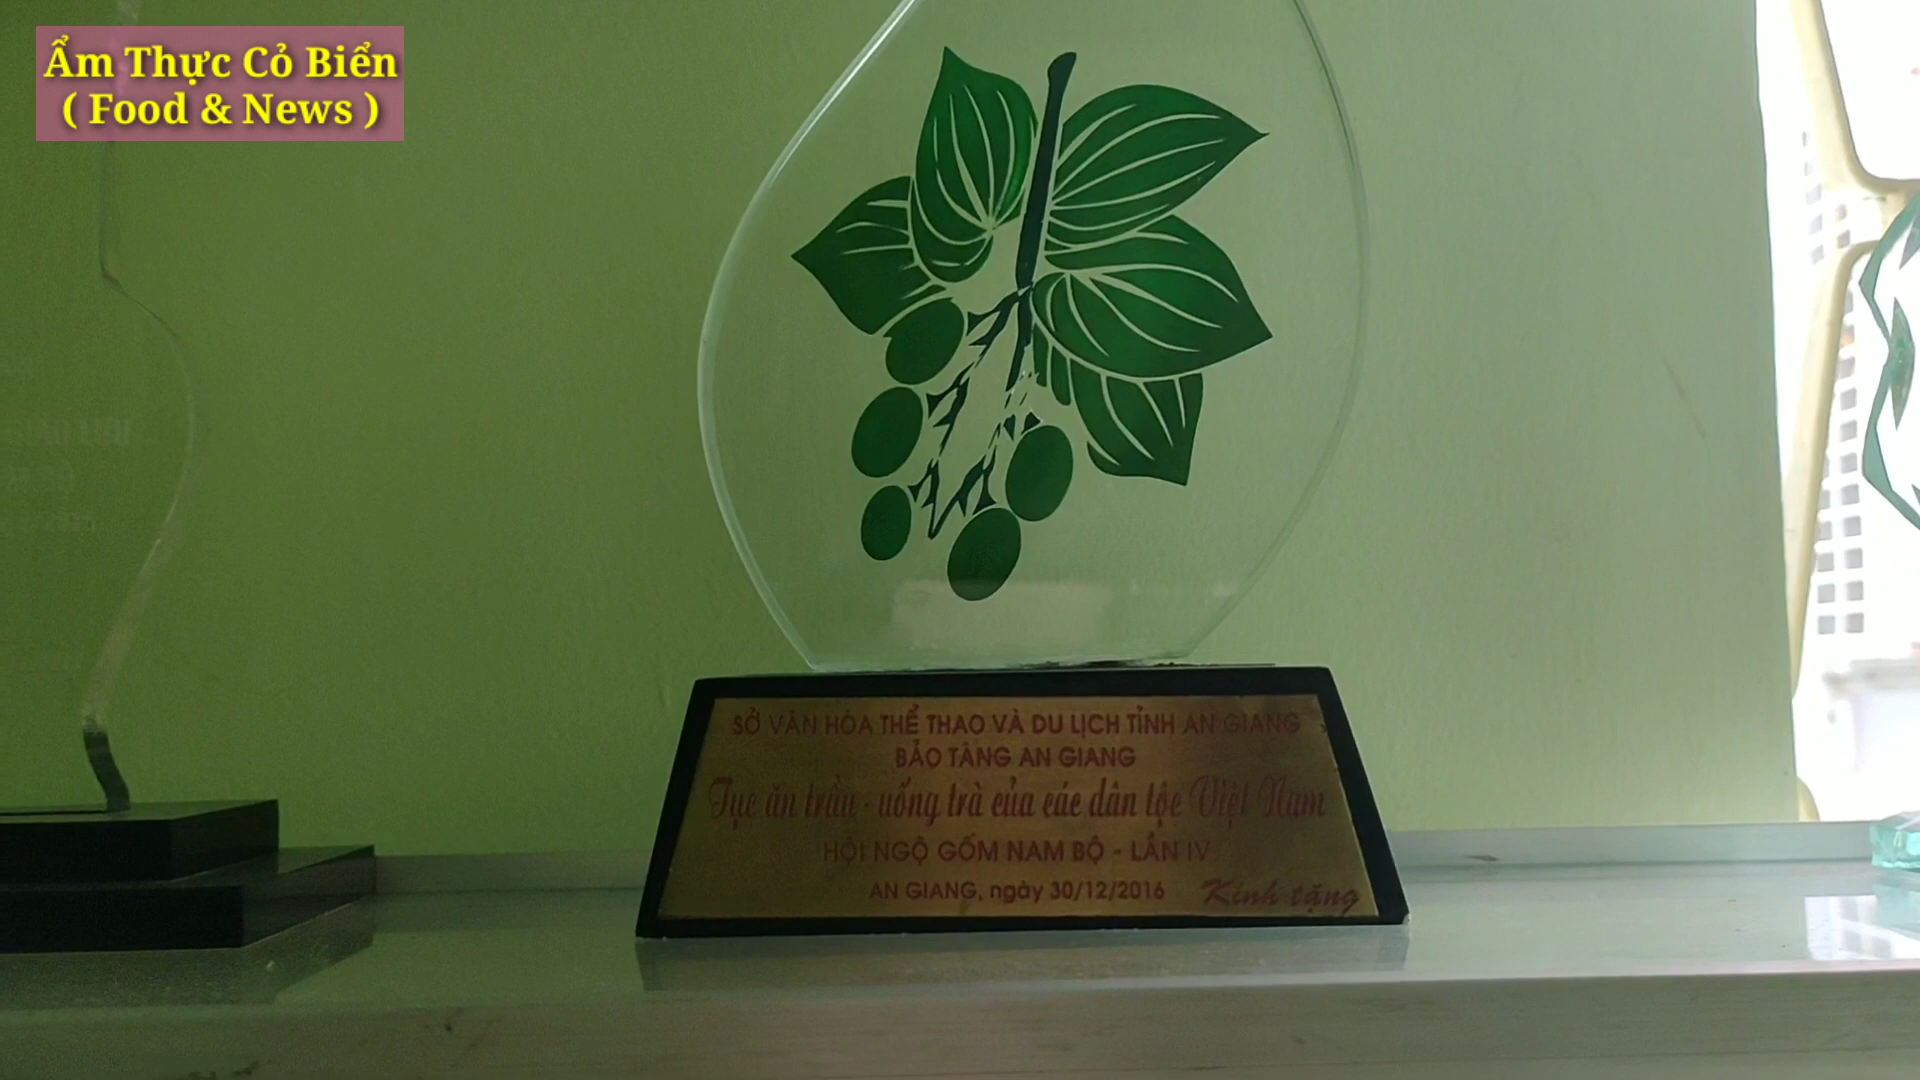 Ẩm Thực Cỏ Biển
( Food & News )
SỞ VĂN HÓA THỂ THAO VÀ DU LỊCH TỈNH AN GIANG
BẢO TÀNG AN GIANG
Tục ăn trầu - uống trà của các dân tộc Việt Nam
HỘI NGỘ GỐM NAM BỘ - LẦN IV
AN GIANG, ngày 30/12/2016 Kính tặng